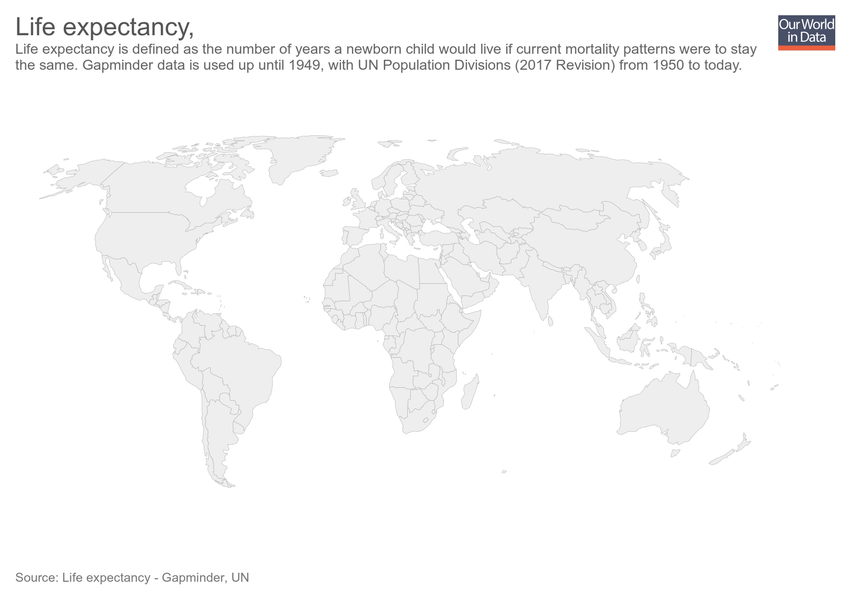 Life expectancy,
Life expectancy is defined as the number of years a newborn child would live if current mortality patterns were to stay
the same. Gapminder data is used up until 1949, with UN Population Divisions (2017 Revision) from 1950 to today.
Our World
in Data
Source: Life expectancy - Gapminder, UN